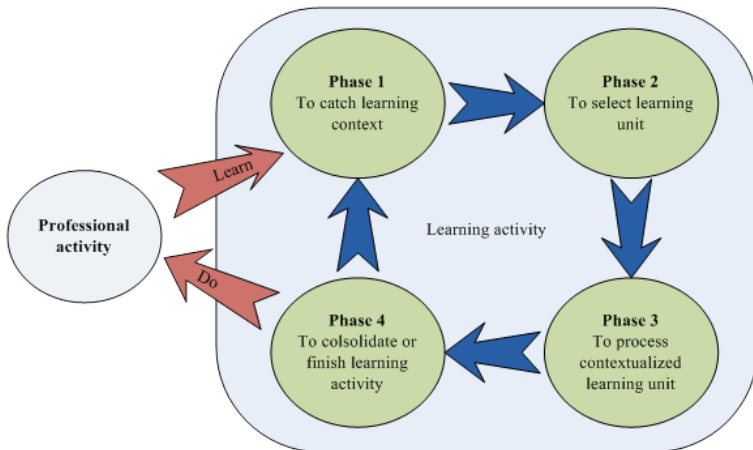 Phase 1
To catch learning
context
Phase 2
To select learning
unit
Learn
Professional
activity
Learning activity
Do
Phase 4
To colsolidate or
finish learning
activity
Phase 3
To process
contextualized
learning unit